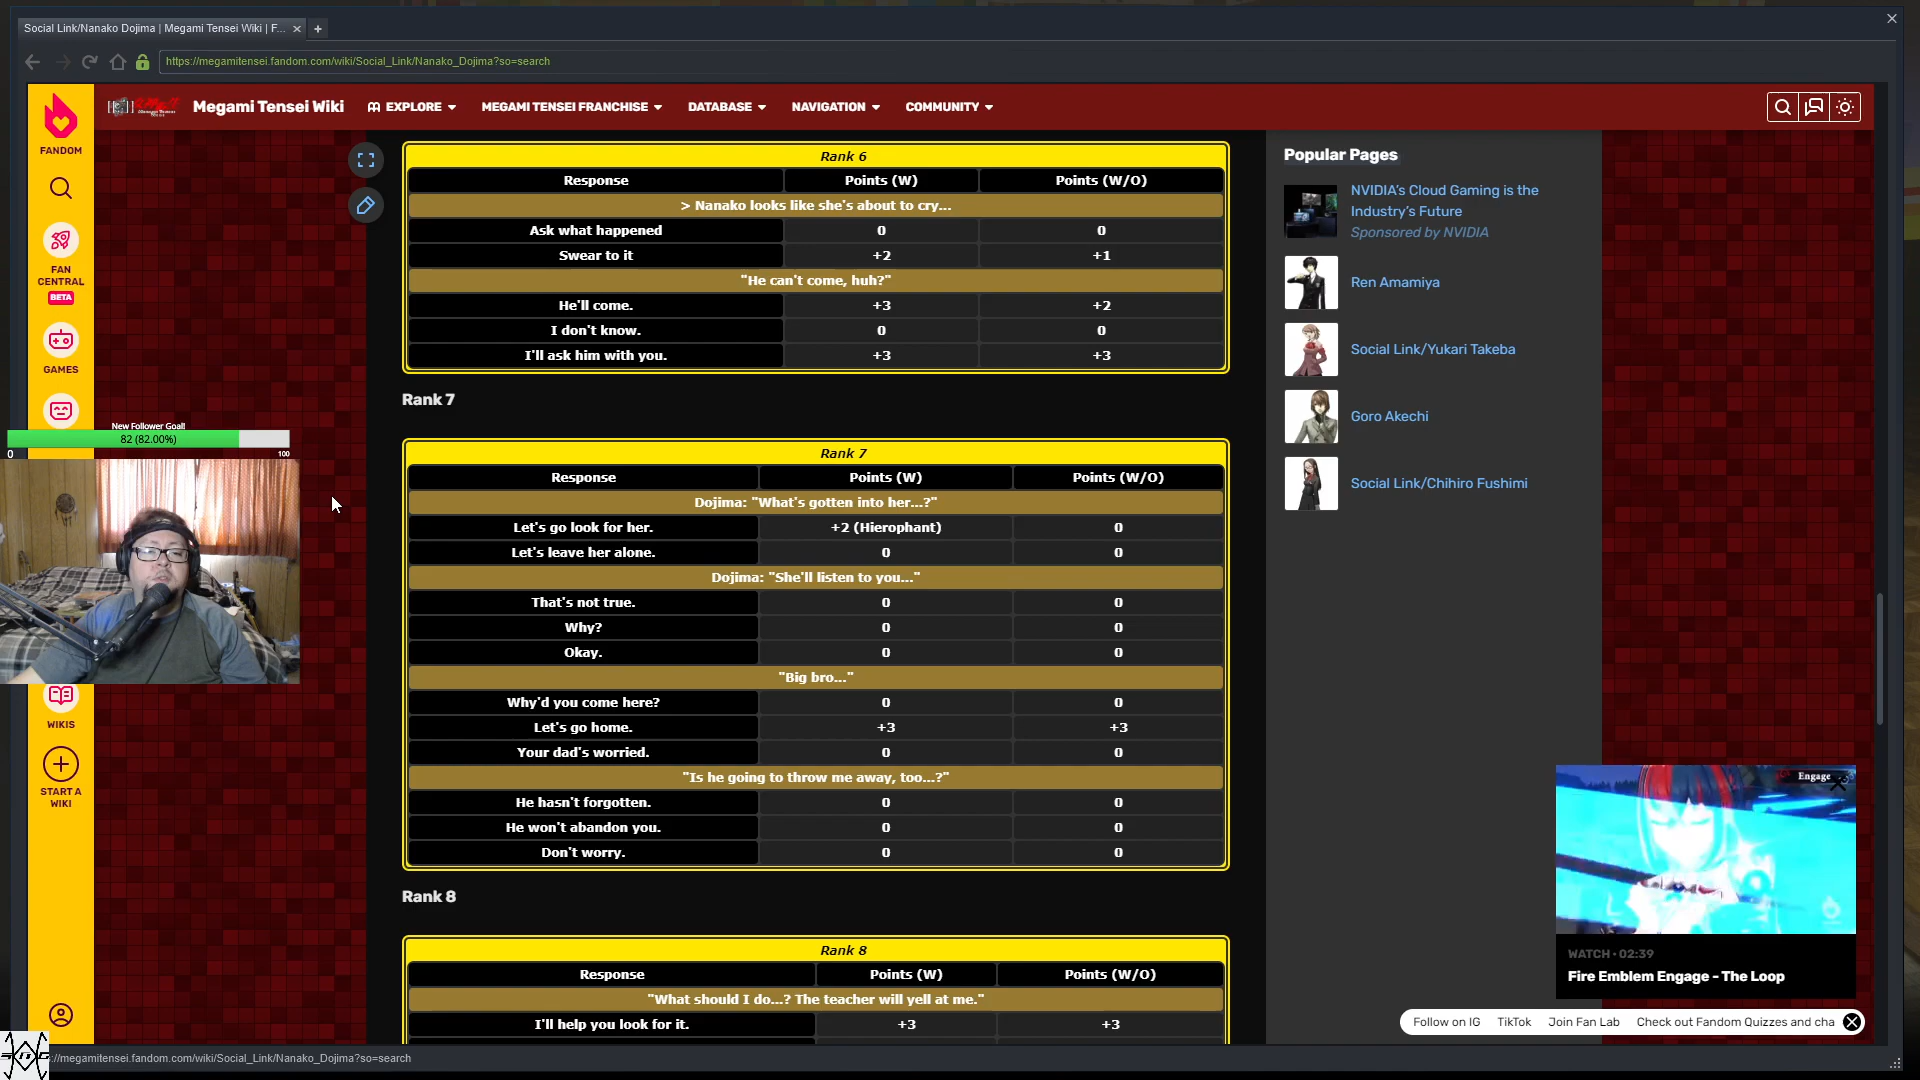 Social Link/Nanako Dojima | Megami Tensei Wiki | F...
https://megamitensei.fandom.com/wiki/Social_Link/Nanako_Dojima?so=search
FANDOM
Megami Tensei Wiki
EXPLORE
MEGAMI TENSEI FRANCHISE
DATABASE
NAVIGATION
COMMUNITY
FAN CENTRAL
BETA
GAMES
WIKIS
START A WIKI
Rank 6
Response Points (W) Points (W/O)
> Nanako looks like she's about to cry...
Ask what happened 0 0
Swear to it +2 +1
"He can't come, huh?"
He'll come. +3 +2
I don't know. 0 0
I'll ask him with you. +3 +3
Rank 7
Rank 7
Response Points (W) Points (W/O)
Dojima: "What's gotten into her...?"
Let's go look for her. +2 (Hierophant) 0
Let's leave her alone. 0 0
Dojima: "She'll listen to you..."
That's not true. 0 0
Why? 0 0
Okay. 0 0
"Big bro..."
Why'd you come here? 0 0
Let's go home. +3 +3
Your dad's worried. 0 0
"Is he going to throw me away, too...?"
He hasn't forgotten. 0 0
He won't abandon you. 0 0
Don't worry. 0 0
Rank 8
Rank 8
Response Points (W) Points (W/O)
"What should I do...? The teacher will yell at me."
I'll help you look for it. +3 +3
Popular Pages
NVIDIA's Cloud Gaming is the
Industry's Future
Sponsored by NVIDIA
Ren Amamiya
Social Link/Yukari Takeba
Goro Akechi
Social Link/Chihiro Fushimi
New Follower Goal!
82 (82.00%)
0 100
Engage
WATCH · 02:39
Fire Emblem Engage - The Loop
Follow on IG TikTok Join Fan Lab Check out Fandom Quizzes and cha
://megamitensei.fandom.com/wiki/Social_Link/Nanako_Dojima?so=search